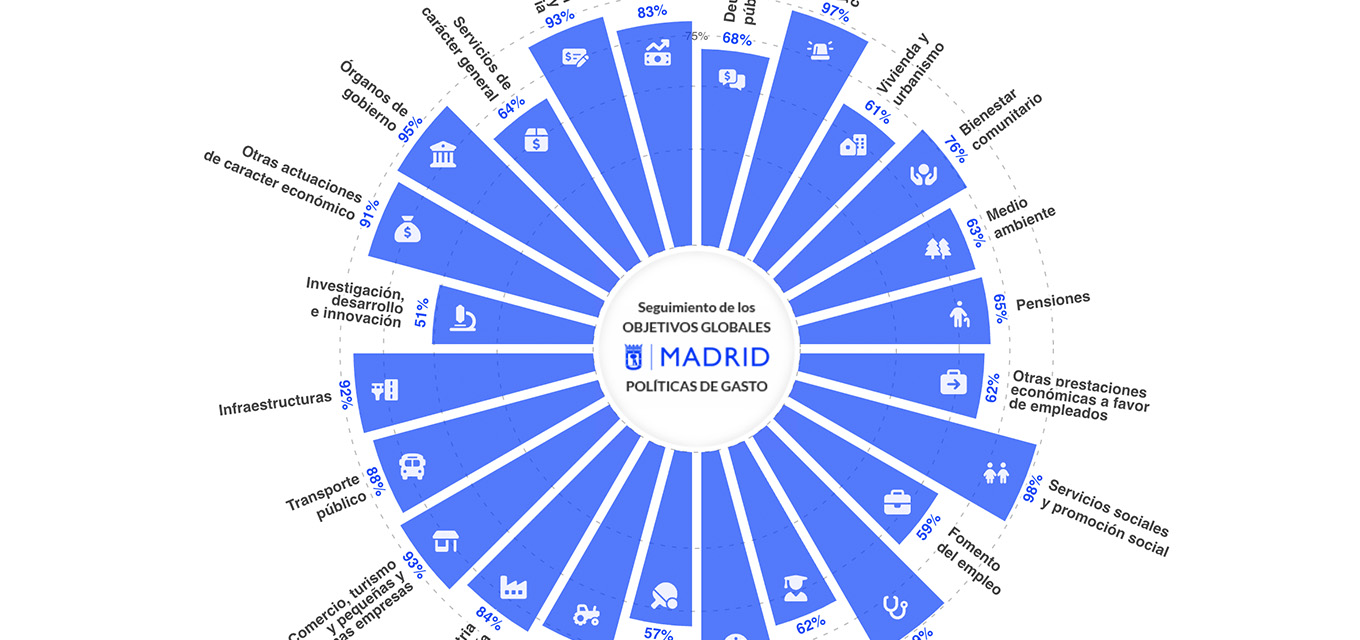 93%
83%
75%
68%
97%
Servicios de
carácter general
64%
Vivienda y
urbanismo
61%
Órganos de
gobierno
95%
Bienestar
comunitario
76%
Otras actuaciones
de caracter económico
91%
Medio
ambiente
63%
Investigación,
desarrollo
e innovación
51%
Pensiones
65%
Seguimiento de los
OBJETIVOS GLOBALES
MADRID
POLÍTICAS DE GASTO
Infraestructuras
92%
Otras prestaciones
económicas a favor
de empleados
62%
Transporte
público
88%
Servicios sociales
y promoción social
98%
Comercio, turismo
y pequeñas y
empresas
93%
Fomento
del empleo
59%
84%
57%
62%